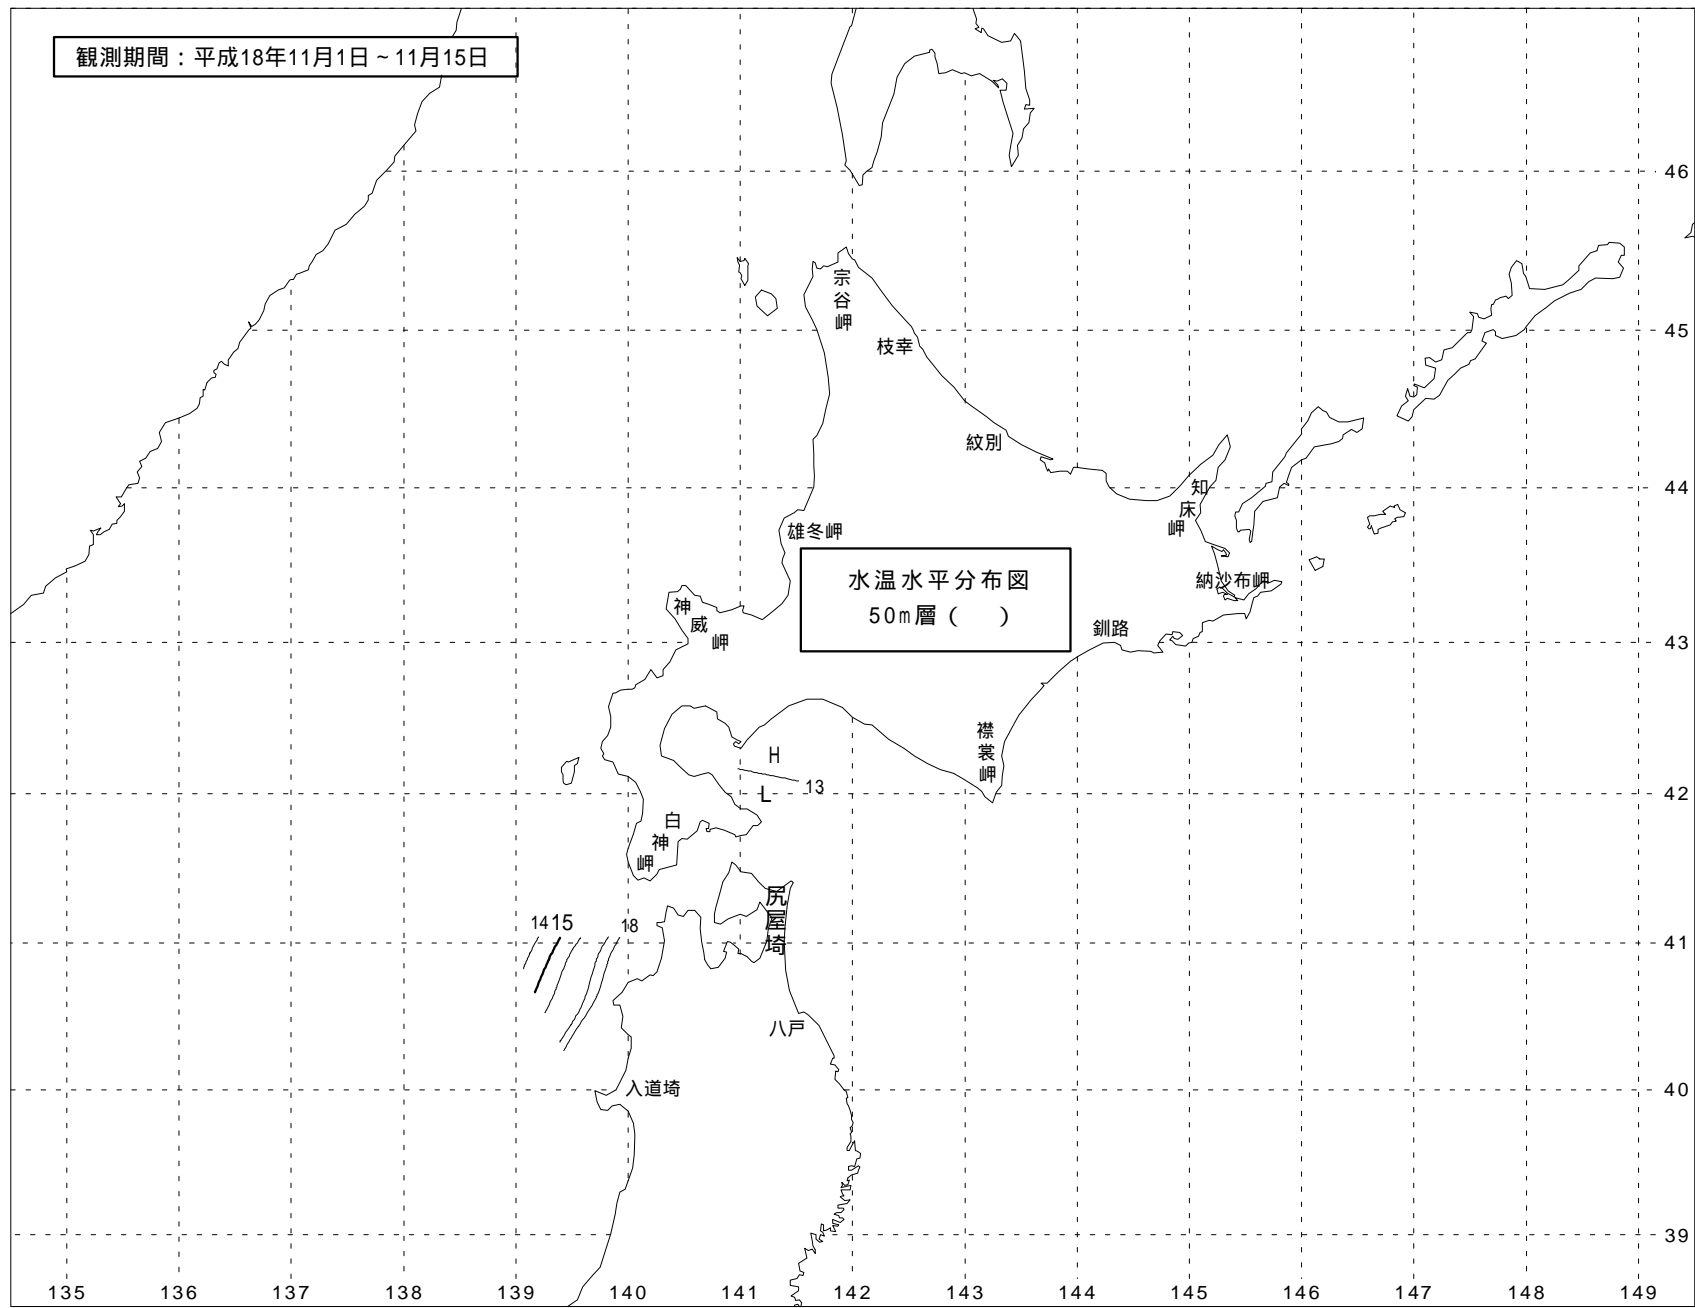 観測期間：平成18年11月1日～11月15日
46
宗谷岬
45
枝幸
紋別
44
知床岬
雄冬岬
水温水平分布図
50m層（　）
納沙布岬
神威岬
釧路
43
襟裳岬
H
13
L
42
白神岬
尻屋埼
14 15 18
41
八戸
入道埼
40
39
135 136 137 138 139 140 141 142 143 144 145 146 147 148 149